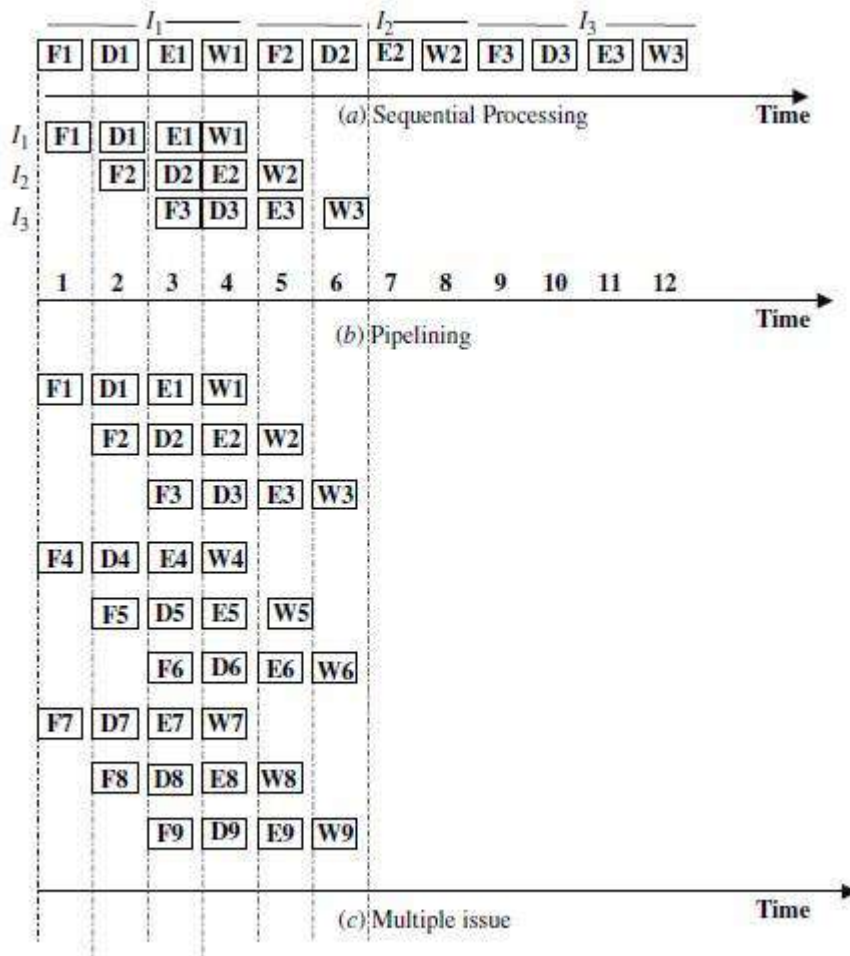 I1 I2 I3
F1 D1 E1 W1 F2 D2 E2 W2 F3 D3 E3 W3
(a) Sequential Processing Time
I1 F1 D1 E1 W1
I2 F2 D2 E2 W2
I3 F3 D3 E3 W3
1 2 3 4 5 6 7 8 9 10 11 12
Time
(b) Pipelining
F1 D1 E1 W1
F2 D2 E2 W2
F3 D3 E3 W3
F4 D4 E4 W4
F5 D5 E5 W5
F6 D6 E6 W6
F7 D7 E7 W7
F8 D8 E8 W8
F9 D9 E9 W9
(c) Multiple issue Time